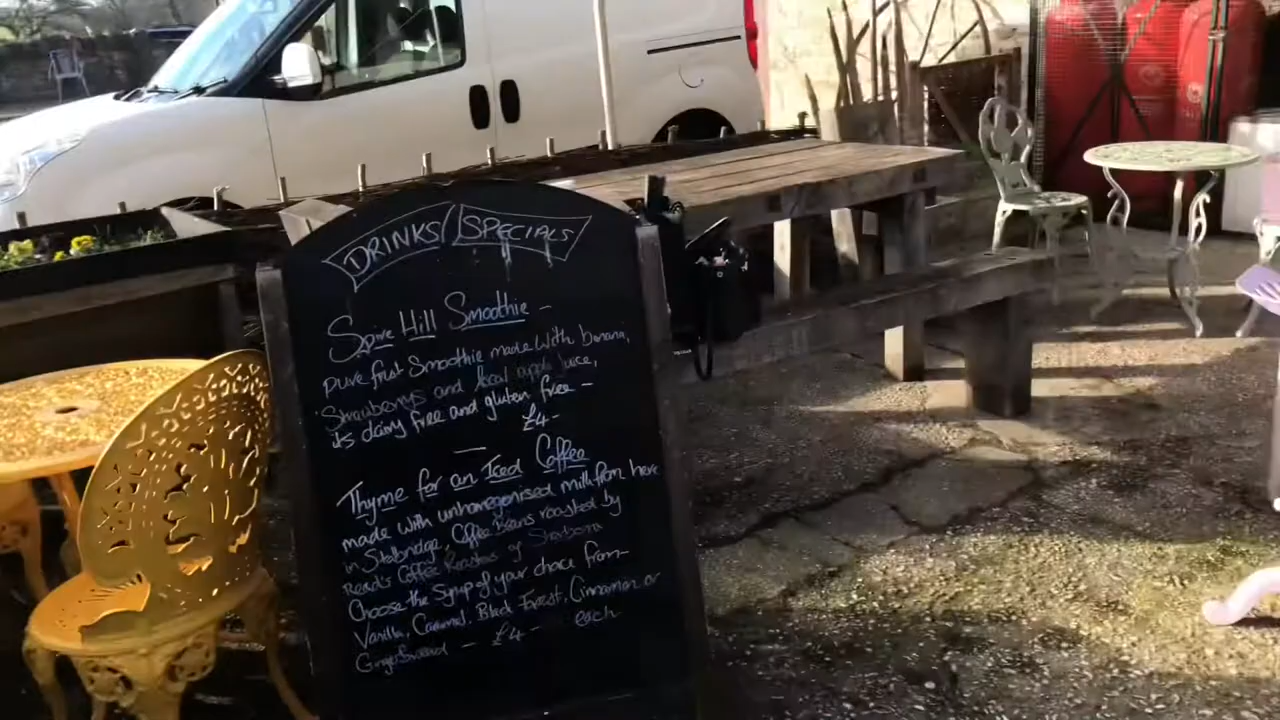 DRINKS/SPECIALS
Spire Hill Smoothie -
pure fruit Smoothie made with banana,
Strawberrys and local apple juice,
its dairy free and gluten free -
£4-
Thyme for an Iced Coffee
made with unhomogonised milk from here
in Stalbridge, Coffee Beans roasted by
Read's Coffee Roasters of Sherborne
Choose the Syrup of your choice from-
Vanilla, Caramel, Black Forest, Cinnamon or
Gingerbread - £4- each